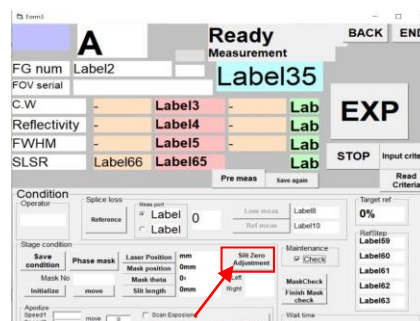 Form3
A
Ready
Measurement
BACK
END
FG num
Label2
Label35
FOV serial
C.W
-
Label3
-
Lab
Reflectivity
-
Label4
-
Lab
FWHM
-
Label5
-
Lab
SLSR
Label66
Label65
Lab
EXP
STOP
Input crite
Pre meas
Save again
Read
Criteria
Condition
Operator
Splice loss
Reference
Meas port
Label
Label
0
Loss meas
Label8
Ref meas
Label10
Target ref
0%
RefStep
Label59
Label60
Label61
Label62
Label63
Stage condition
Save
condition
Phase mask
Laser Position
mm
Mask position
0mm
Mask No
Mask theta
Initialize
move
Slit length
0mm
Slit Zero
Adjustment
Left
Right
Maintenance
Check
MaskCheck
Finish Mask
check
Apodize
Speed1
move
0
Scan Exposure
Wait time